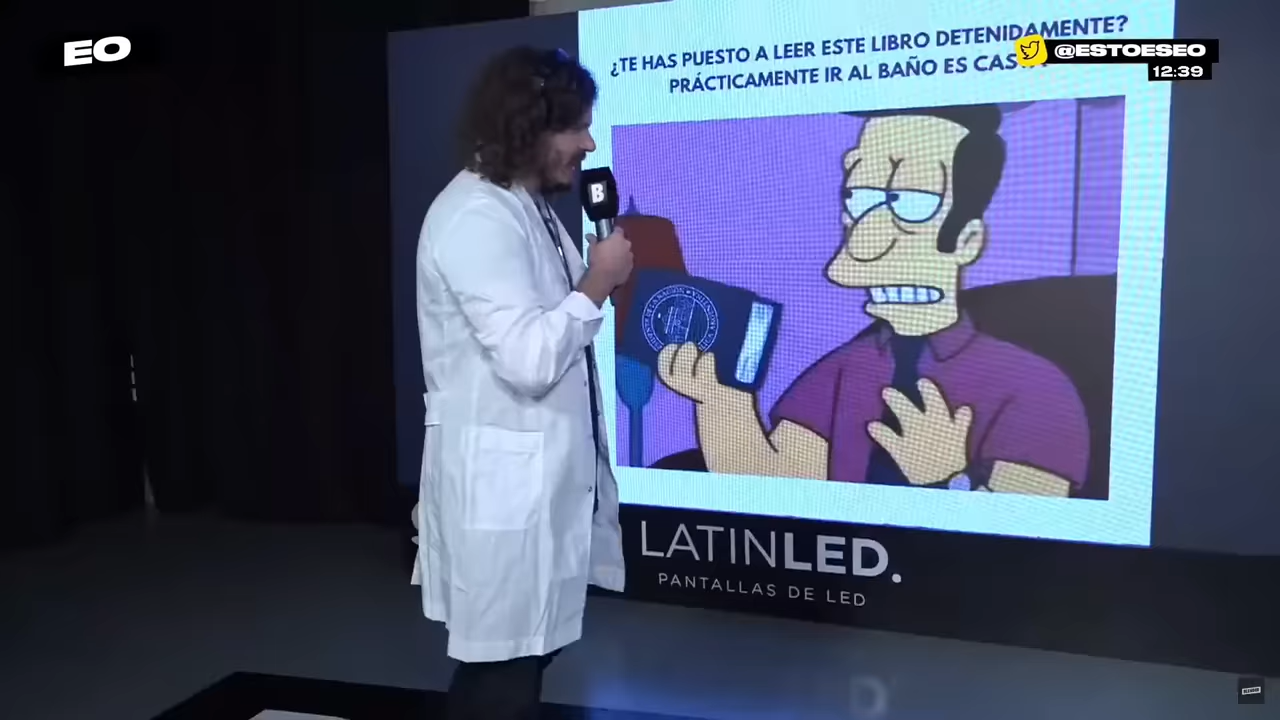 EO
¿TE HAS PUESTO A LEER ESTE LIBRO DETENIDAMENTE?
PRÁCTICAMENTE IR AL BAÑO ES
@ESTOESEO
12:39
B
LATINLED.
PANTALLAS DE LED